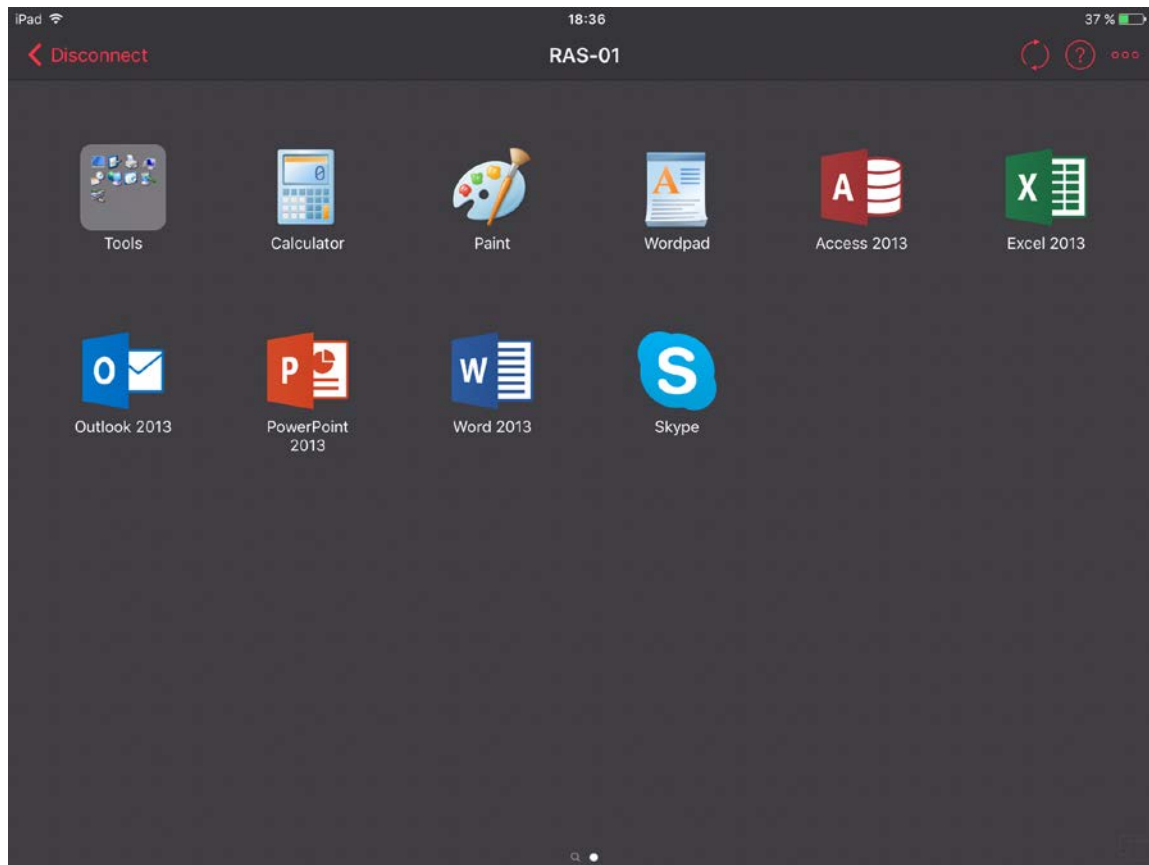 iPad 18:36 37 %
Disconnect RAS-01 ?
Tools Calculator Paint Wordpad Access 2013 Excel 2013
Outlook 2013 PowerPoint Word 2013 Skype
2013